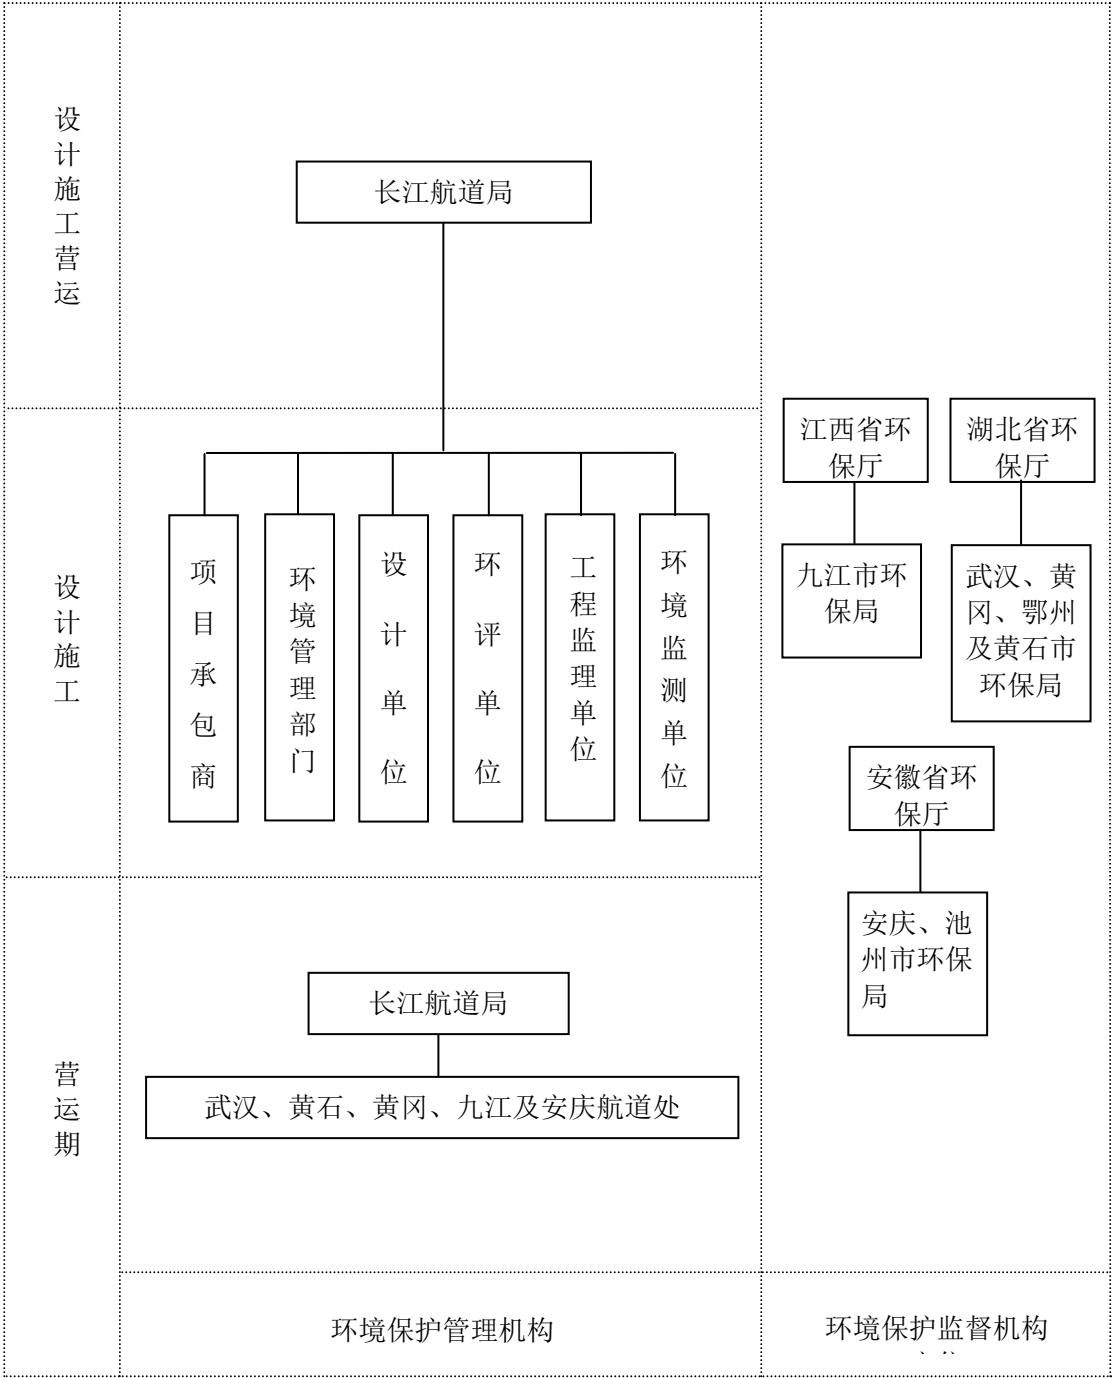 设计施工营运
长江航道局
设计施工
项目承包商
环境管理部门
设计单位
环评单位
工程监理单位
环境监测单位
江西省环
保厅
湖北省环
保厅
九江市环
保局
武汉、黄
冈、鄂州
及黄石市
环保局
安徽省环
保厅
安庆、池
州市环保
局
营运期
长江航道局
武汉、黄石、黄冈、九江及安庆航道处
环境保护管理机构
环境保护监督机构